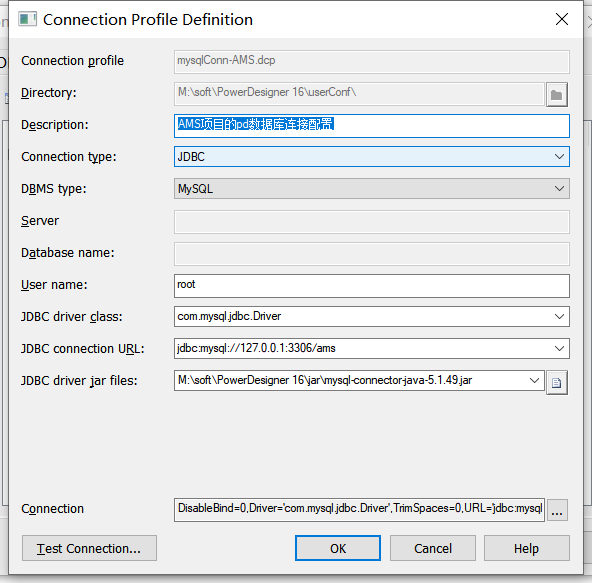 Connection Profile Definition
Connection profile
mysqlConn-AMS.dcp
Directory:
M:\soft\PowerDesigner 16\userConf\
Description:
AMS项目的pd数据库连接配置
Connection type:
JDBC
DBMS type:
MySQL
Server
Database name:
User name:
root
JDBC driver class:
com.mysql.jdbc.Driver
JDBC connection URL:
jdbc:mysql://127.0.0.1:3306/ams
JDBC driver jar files:
M:\soft\PowerDesigner 16\jar\mysql-connector-java-5.1.49.jar
Connection
DisableBind=0,Driver='com.mysql.jdbc.Driver',TrimSpaces=0,URL='jdbc:mysql
...
Test Connection...
OK
Cancel
Help